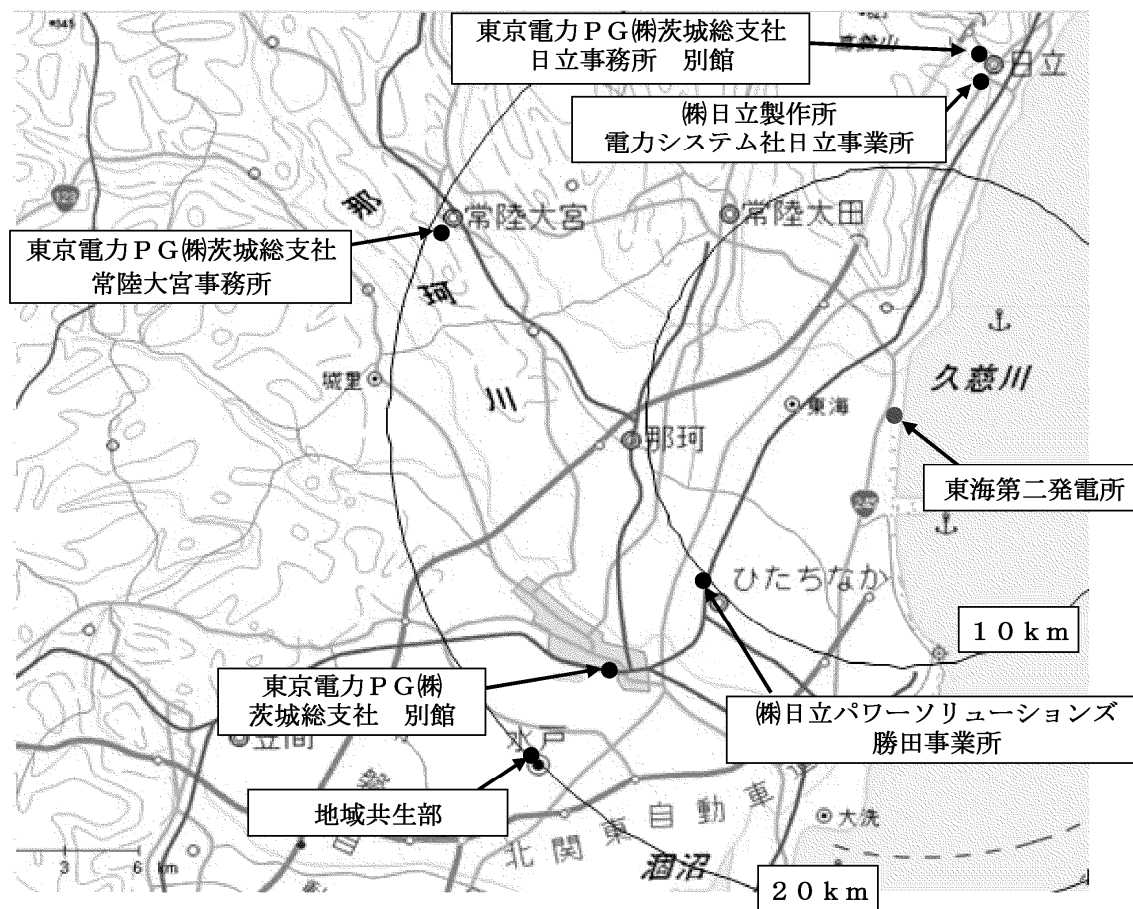 東京電力ＰＧ㈱茨城総支社
日立事務所　別館
日立
㈱日立製作所
電力システム社日立事業所
常陸大宮
常陸太田
東京電力ＰＧ㈱茨城総支社
常陸大宮事務所
那
珂
川
城里
東海
久慈川
那珂
東海第二発電所
ひたちなか
１０ｋｍ
東京電力ＰＧ㈱
茨城総支社　別館
㈱日立パワーソリューションズ
勝田事業所
笠間
水戸
地域共生部
大洗
北関東自動車道
涸沼
3
6 km
２０ｋｍ